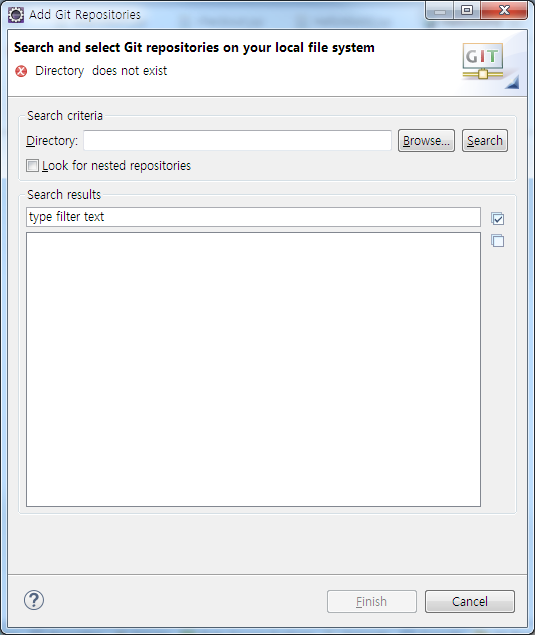 Add Git Repositories
Search and select Git repositories on your local file system
Directory  does not exist
GIT
Search criteria
Directory:
Browse...
Search
Look for nested repositories
Search results
type filter text
?
Finish
Cancel